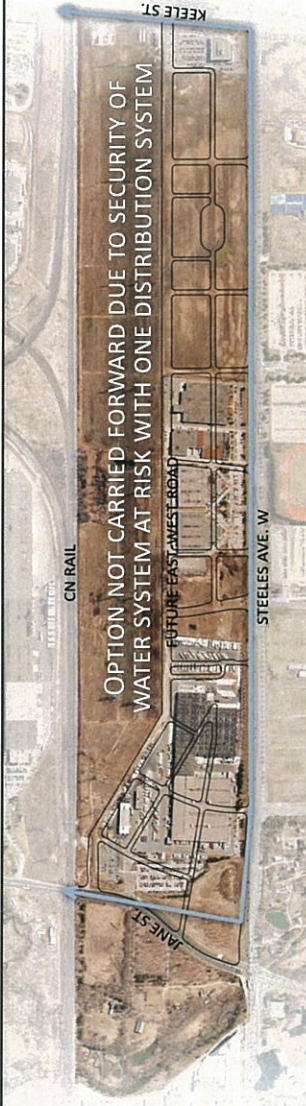 KEELE ST.
CN RAIL
OPTION NOT CARRIED FORWARD DUE TO SECURITY OF
WATER SYSTEM AT RISK WITH ONE DISTRIBUTION SYSTEM
FUTURE EAST-WEST ROAD
STEELES AVE. W
JANE ST.